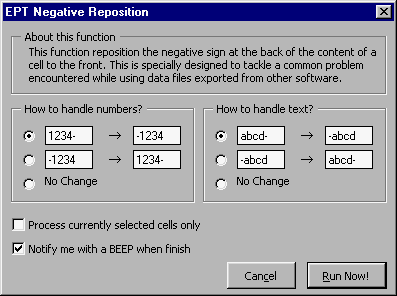 EPT Negative Reposition
About this function
This function reposition the negative sign at the back of the content of a
cell to the front. This is specially designed to tackle a common problem
encountered while using data files exported from other software.
How to handle numbers?
1234- → -1234
-1234 → 1234-
No Change
How to handle text?
abcd- → -abcd
-abcd → abcd-
No Change
Process currently selected cells only
Notify me with a BEEP when finish
Cancel
Run Now!